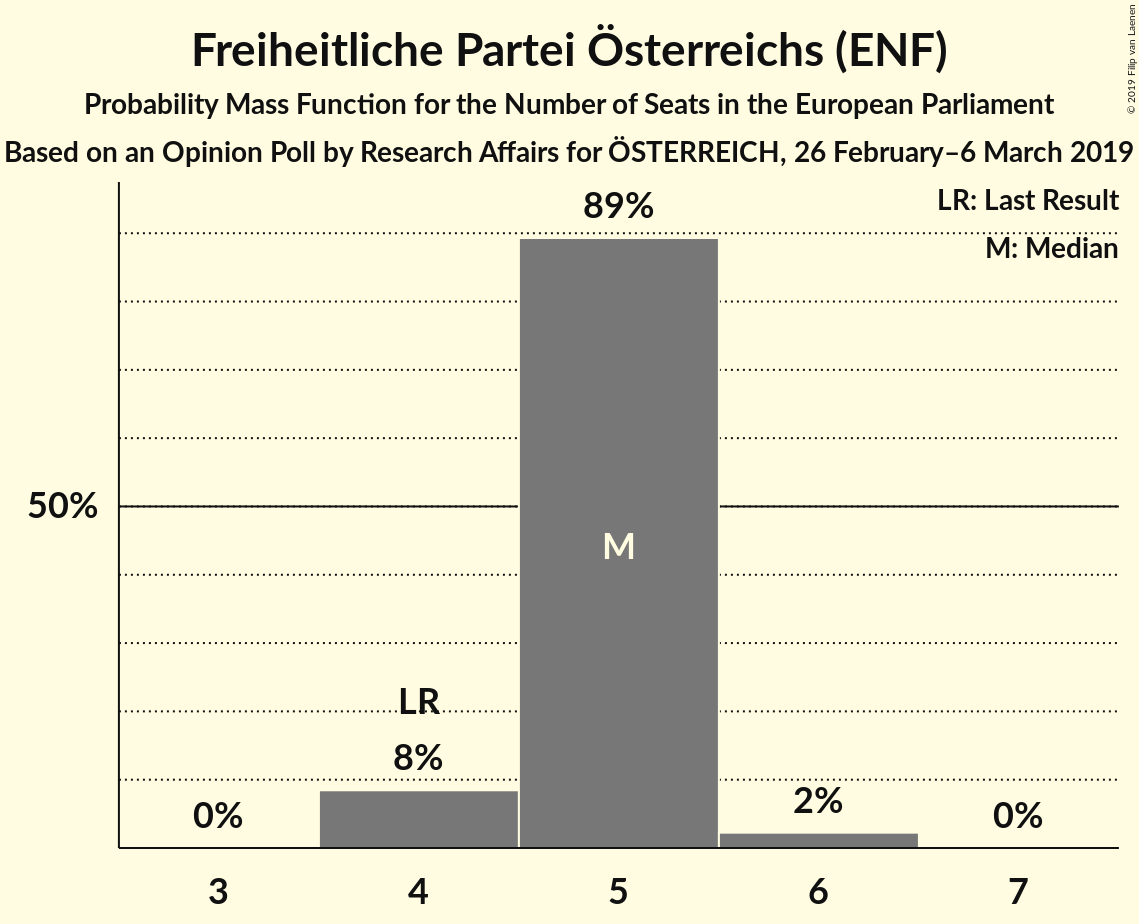 Freiheitliche Partei Österreichs (ENF)
Probability Mass Function for the Number of Seats in the European Parliament
Based on an Opinion Poll by Research Affairs for ÖSTERREICH, 26 February–6 March 2019
© 2019 Filip van Laenen
LR: Last Result
M: Median
89%
50%
M
LR
8%
0%
2%
0%
3 4 5 6 7